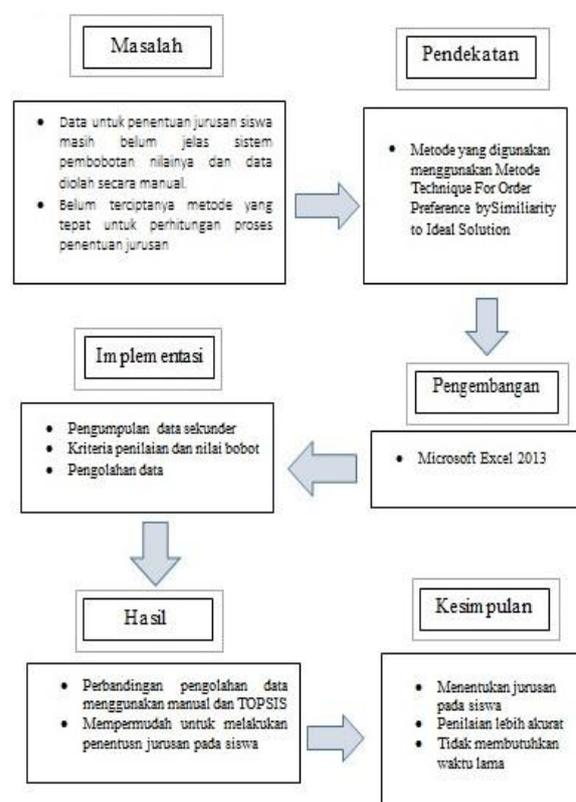 Masalah
● Data untuk penentuan jurusan siswa
masih belum jelas sistem
pembobotan nilainya dan data
diolah secara manual.
● Belum terciptanya metode yang
tepat untuk perhitungan proses
penentuan jurusan
Pendekatan
● Metode yang digunakan
menggunakan Metode
Technique For Order
Preference bySimiliarity
to Ideal Solution
Pengembangan
● Microsoft Excel 2013
Implementasi
● Pengumpulan data sekunder
● Kriteria penilaian dan nilai bobot
● Pengolahan data
Hasil
● Perbandingan pengolahan data
menggunakan manual dan TOPSIS
● Mempermudah untuk melakukan
penentusn jurusan pada siswa
Kesimpulan
● Menentukan jurusan
pada siswa
● Penilaian lebih akurat
● Tidak membutuhkan
waktu lama